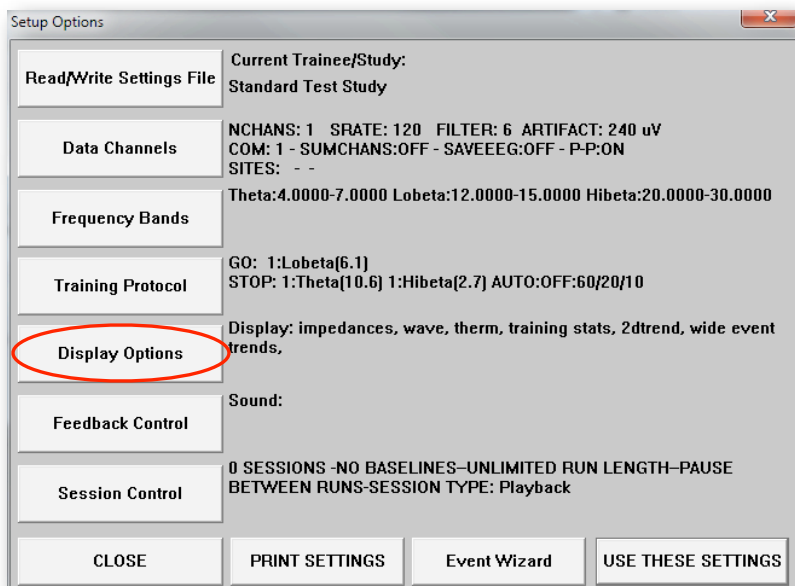 Setup Options
Read/Write Settings File
Current Trainee/Study:
Standard Test Study
Data Channels
NCHANS: 1 SRATE: 120 FILTER: 6 ARTIFACT: 240 uV
COM: 1 - SUMCHANS:OFF - SAVEEEG:OFF - P-P:ON
SITES: - -
Frequency Bands
Theta:4.0000-7.0000 Lobeta:12.0000-15.0000 Hibeta:20.0000-30.0000
Training Protocol
GO: 1:Lobeta(6.1)
STOP: 1:Theta(10.6) 1:Hibeta(2.7) AUTO:OFF:60/20/10
Display Options
Display: impedances, wave, therm, training stats, 2dtrend, wide event
trends,
Feedback Control
Sound:
Session Control
0 SESSIONS -NO BASELINES--UNLIMITED RUN LENGTH--PAUSE
BETWEEN RUNS-SESSION TYPE: Playback
CLOSE
PRINT SETTINGS
Event Wizard
USE THESE SETTINGS